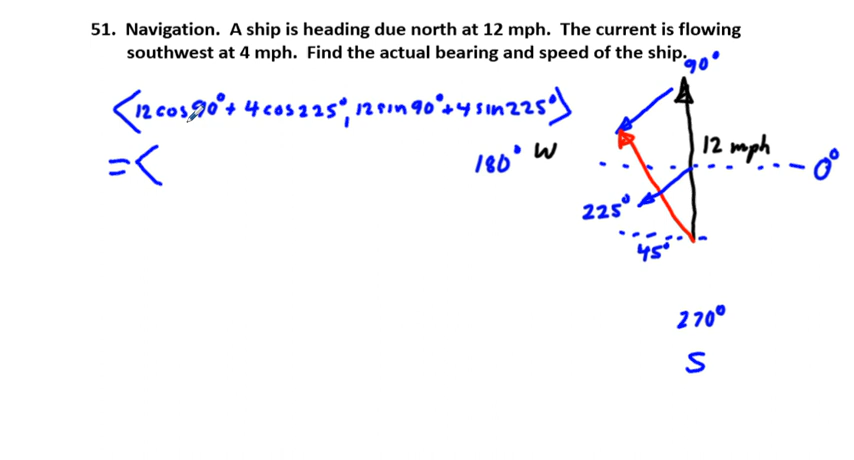 51. Navigation. A ship is heading due north at 12 mph. The current is flowing
southwest at 4 mph. Find the actual bearing and speed of the ship.
90°
<12cos90° + 4cos225°, 12sin90° + 4sin225°>
=<
180° W
12 mph
0°
225°
45°
270°
S